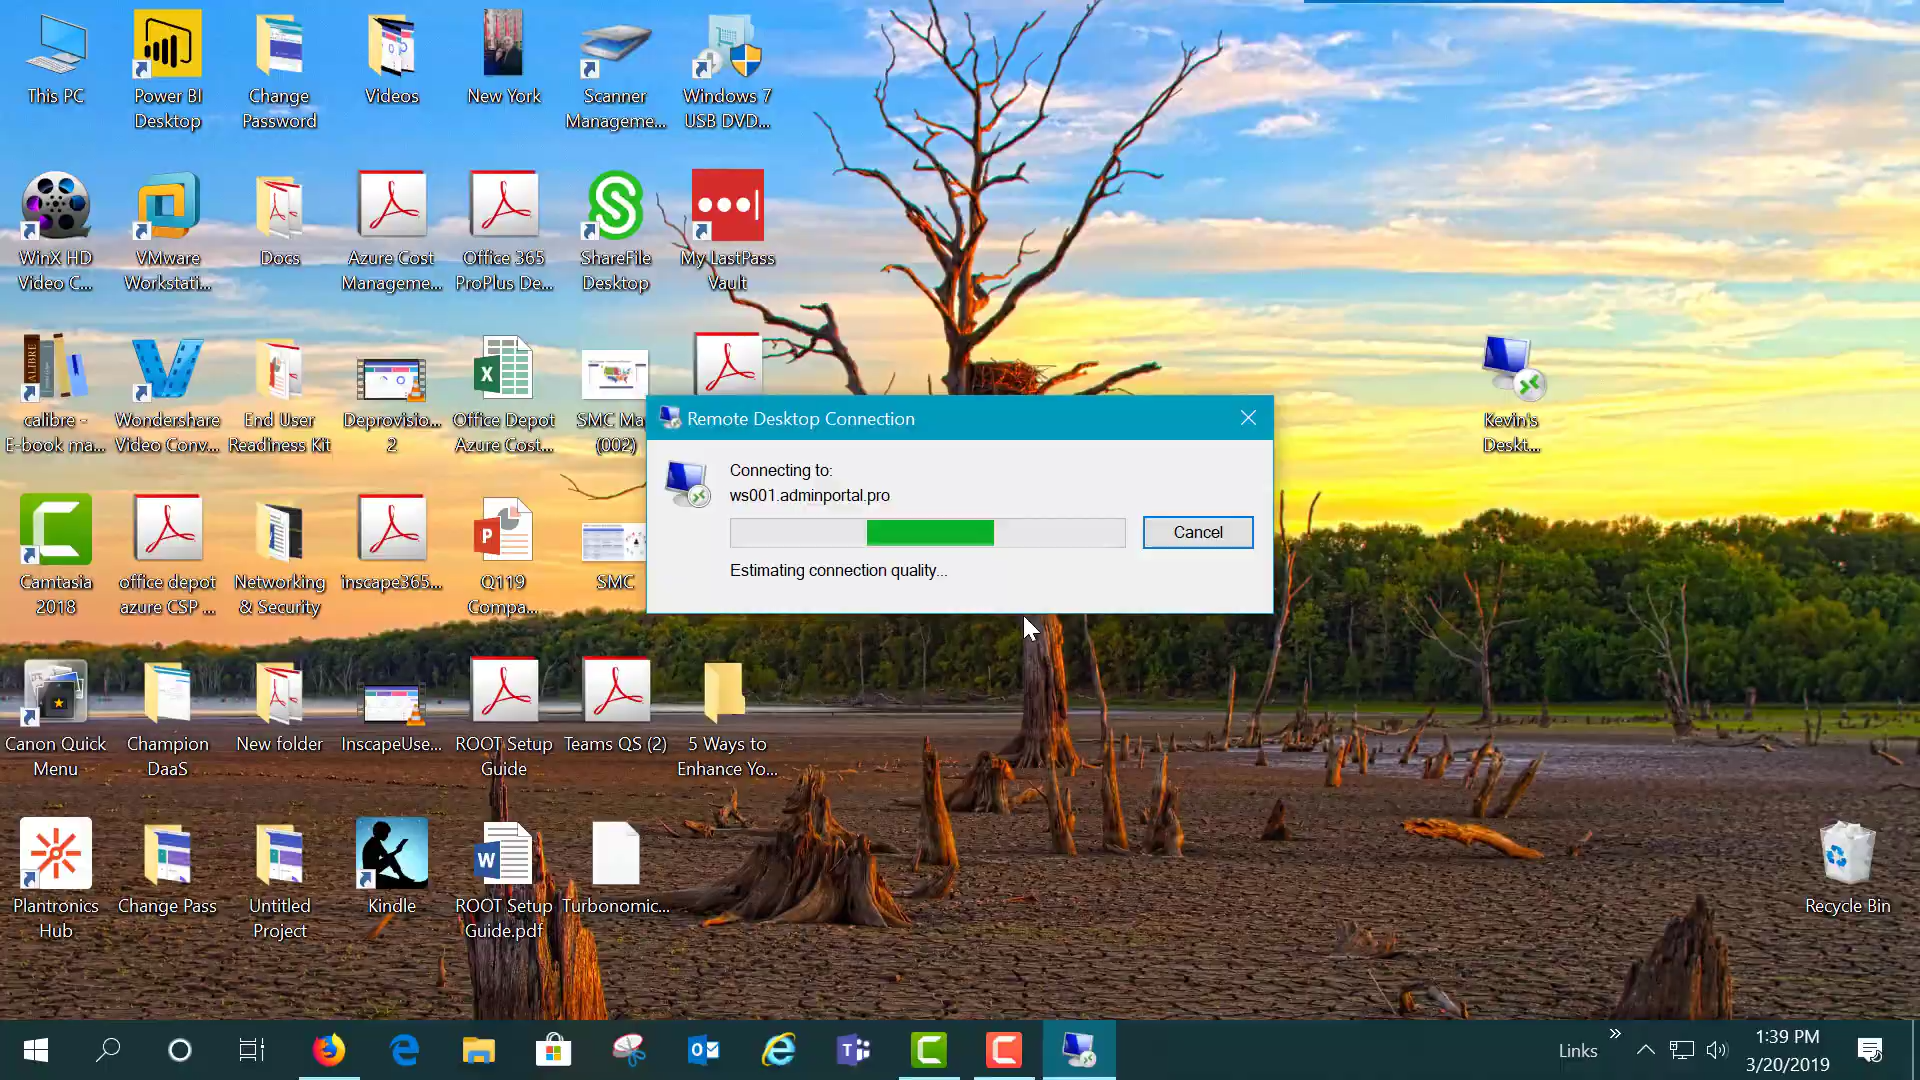 This PC
Power BI
Desktop
Change
Password
Videos
New York
Scanner
Manageme...
Windows 7
USB DVD...
WinX HD
Video C...
VMware
Workstati...
Docs
Azure Cost
Manageme...
Office 365
ProPlus De...
ShareFile
Desktop
My LastPass
Vault
calibre -
E-book ma...
Wondershare
Video Conv...
End User
Readiness Kit
Deprovisio...
2
Office Depot
Azure Cost...
SMC Ma
(002)
Kevin's
Deskt...
Remote Desktop Connection
Connecting to:
ws001.adminportal.pro
Cancel
Estimating connection quality...
Camtasia
2018
office depot
azure CSP ...
Networking
& Security
inscape365...
Q119
Compa...
SMC
Canon Quick
Menu
Champion
DaaS
New folder
InscapeUse...
ROOT Setup
Guide
Teams QS (2)
5 Ways to
Enhance Yo...
Plantronics
Hub
Change Pass
Untitled
Project
Kindle
ROOT Setup
Guide.pdf
Turbonomic...
Recycle Bin
Links
1:39 PM
3/20/2019